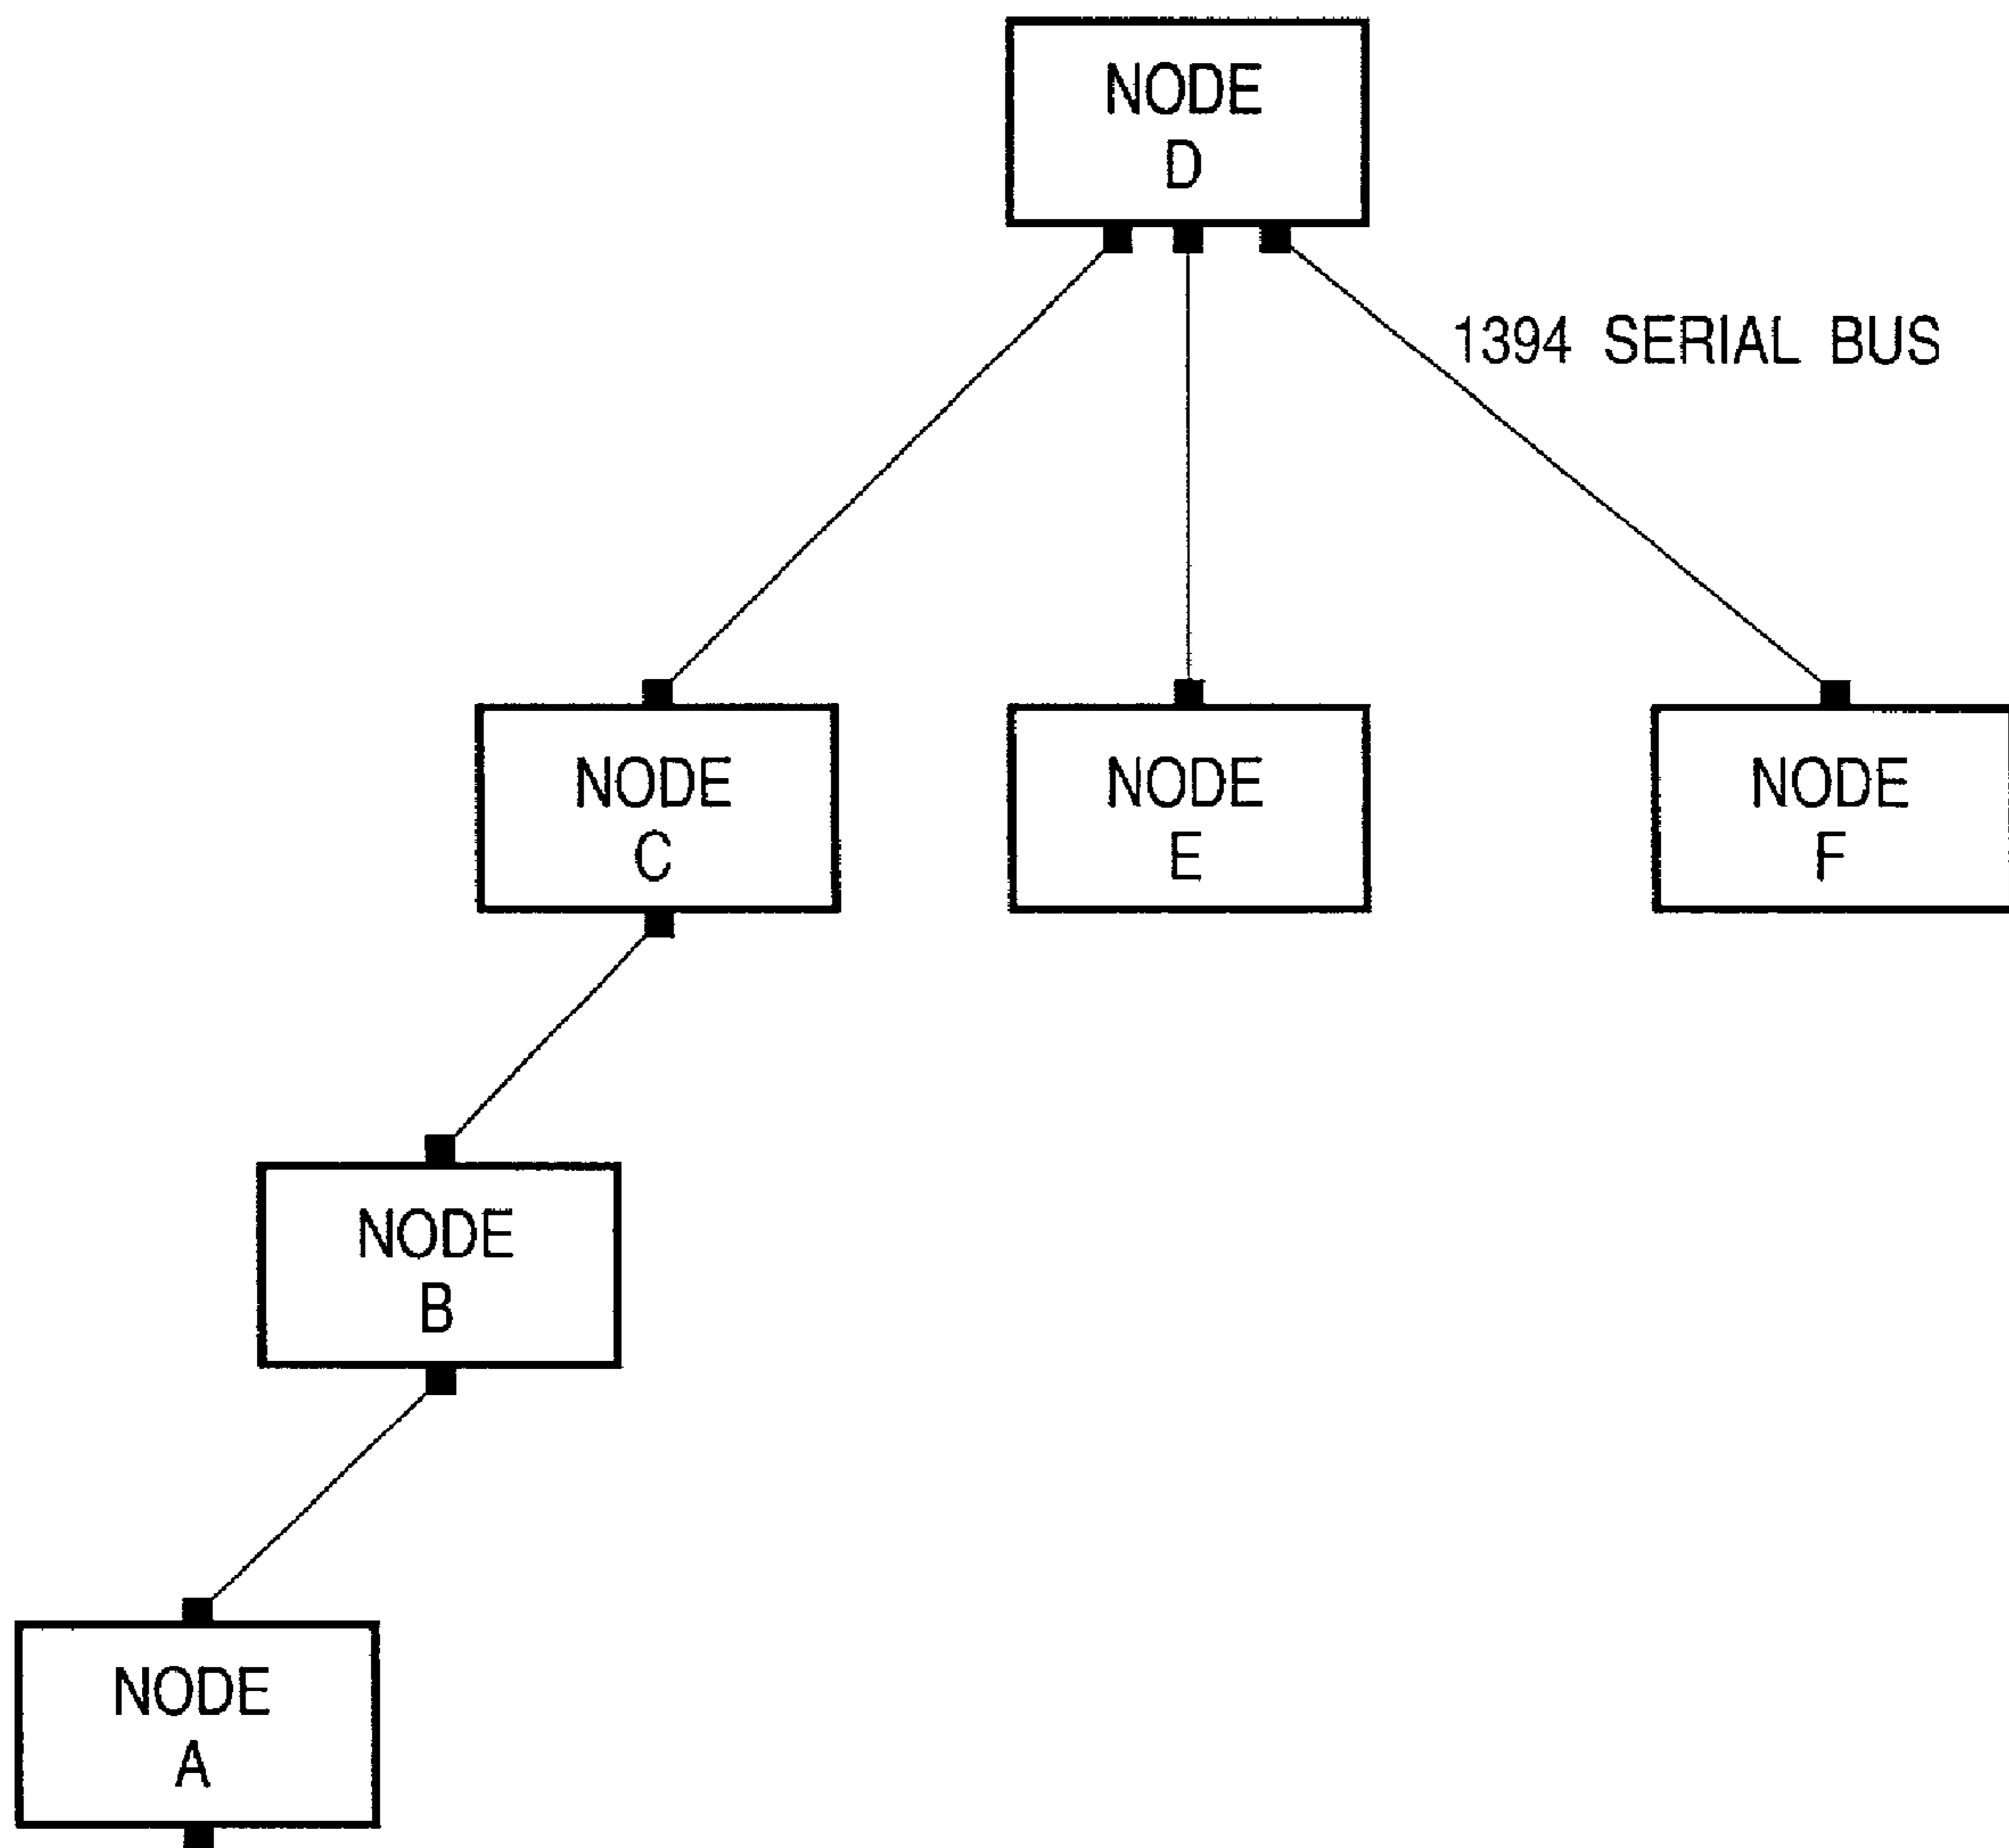 NODE
D
1394 SERIAL BUS
NODE
C
NODE
E
NODE
F
NODE
B
NODE
A